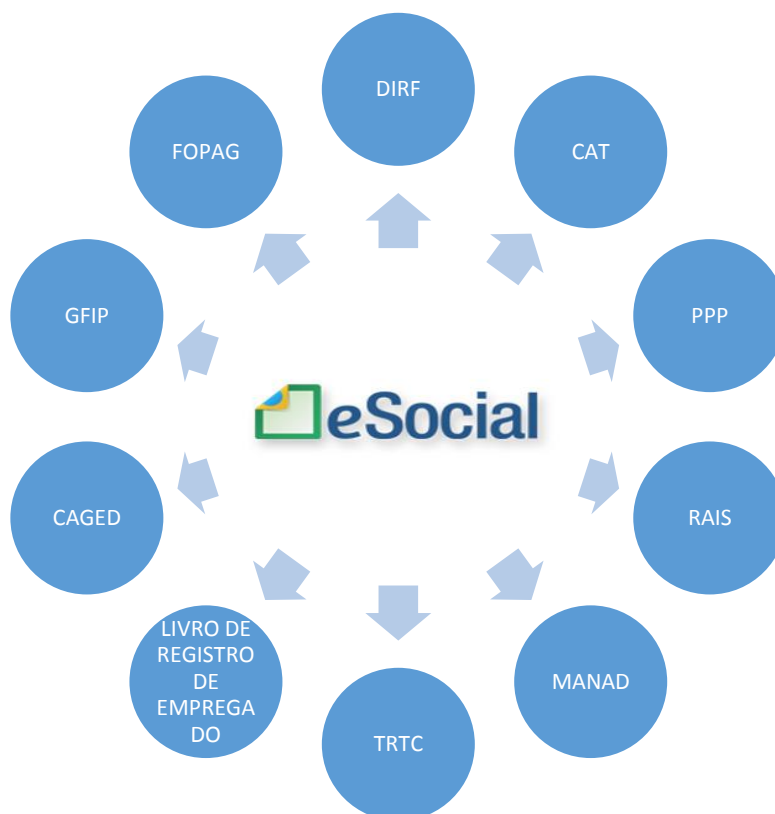 DIRF
CAT
PPP
RAIS
MANAD
TRTC
LIVRO DE
REGISTRO
DE
EMPREGA
DO
CAGED
GFIP
FOPAG
eSocial